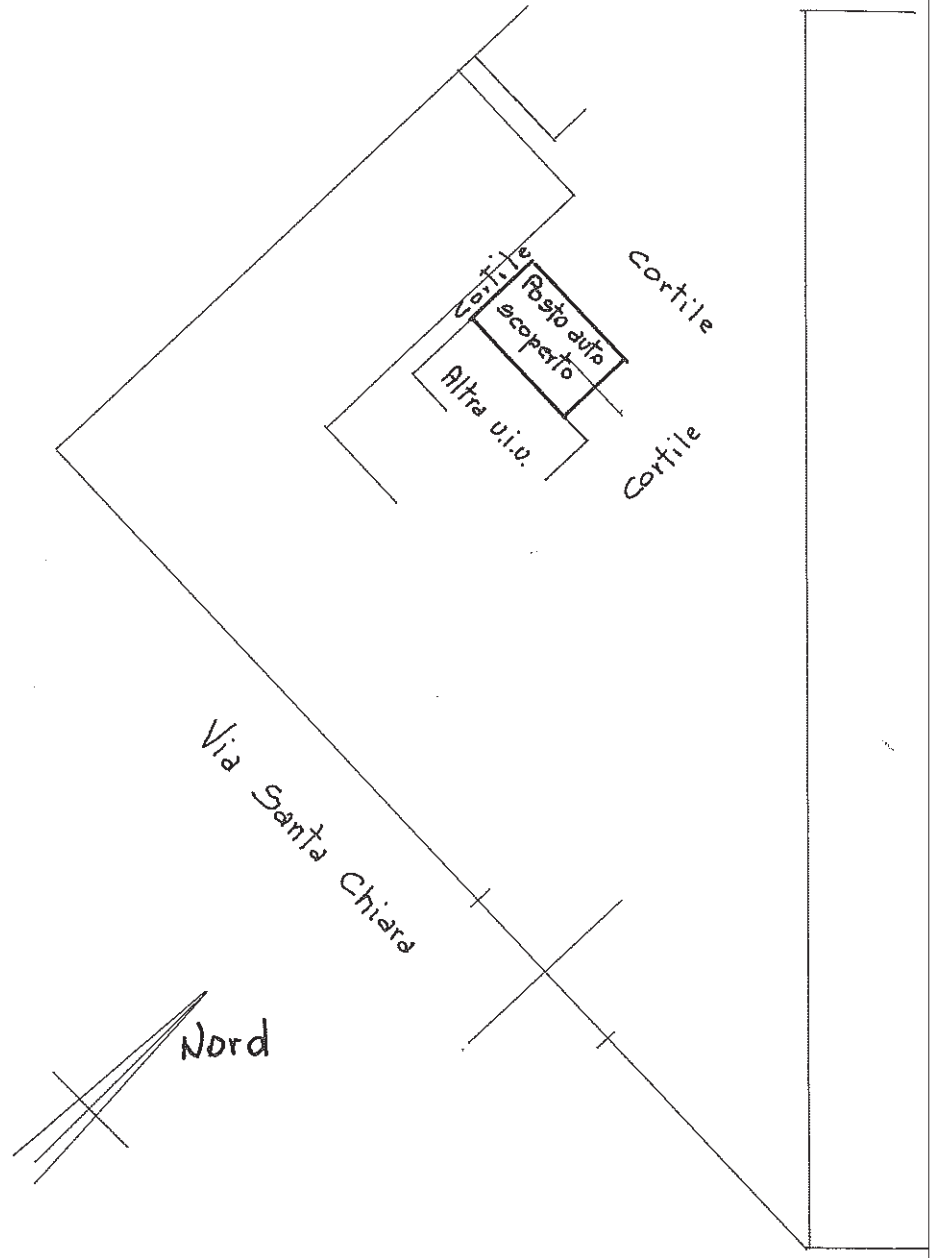 Cortile
Cortile
Posto auto
scoperto
Altra u.i.u.
Cortile
Via Santa Chiara
Nord